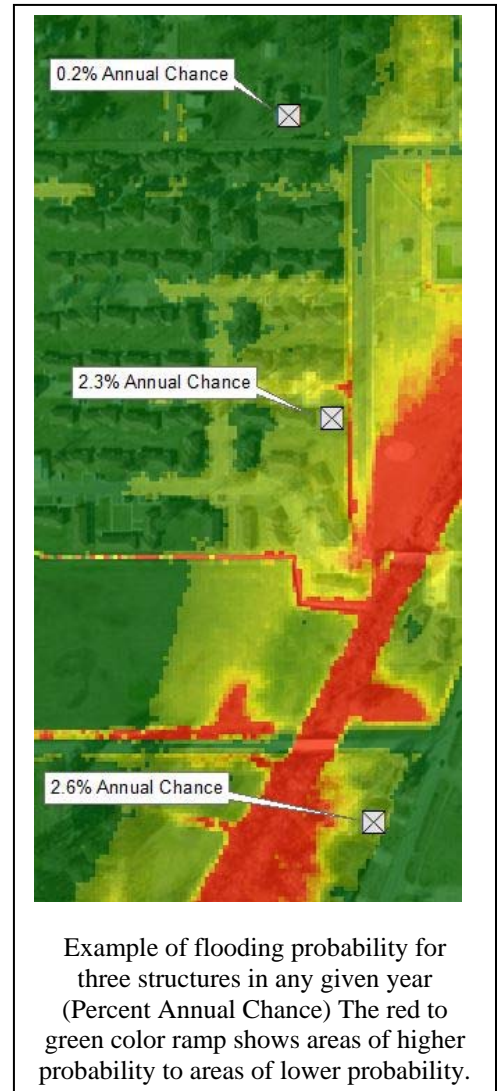 0.2% Annual Chance
2.3% Annual Chance
2.6% Annual Chance
Example of flooding probability for
three structures in any given year
(Percent Annual Chance) The red to
green color ramp shows areas of higher
probability to areas of lower probability.